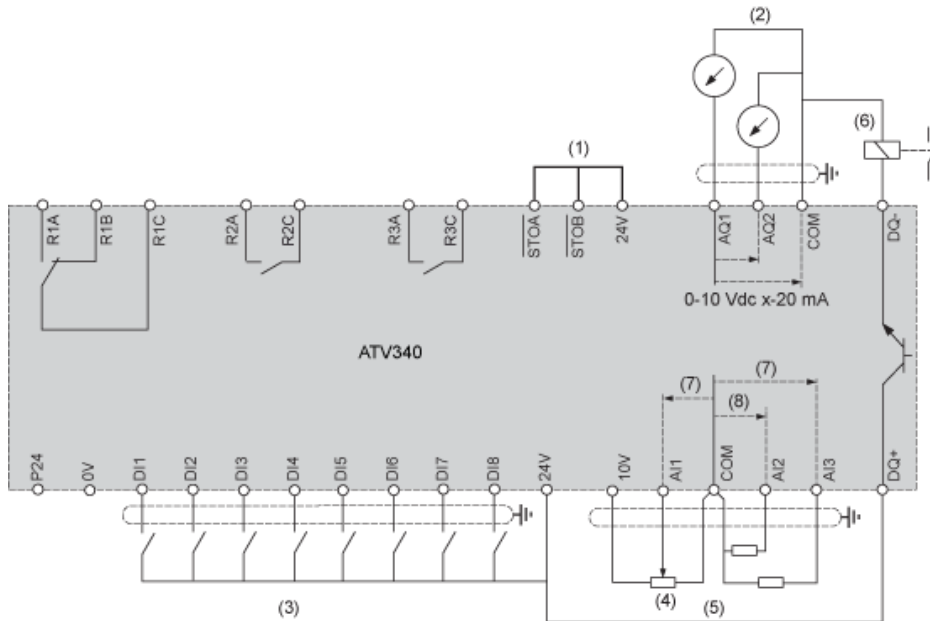 (2)
(6)
(1)
R1A
R1B
R1C
R2A
R2C
R3A
R3C
STOA
STOB
24V
AQ1
AQ2
COM
DQ-
0-10 Vdc x-20 mA
ATV340
(7)
(7)
(8)
P24
0V
DI1
DI2
DI3
DI4
DI5
DI6
DI7
DI8
24V
10V
AI1
COM
AI2
AI3
DQ+
(3)
(4)
(5)